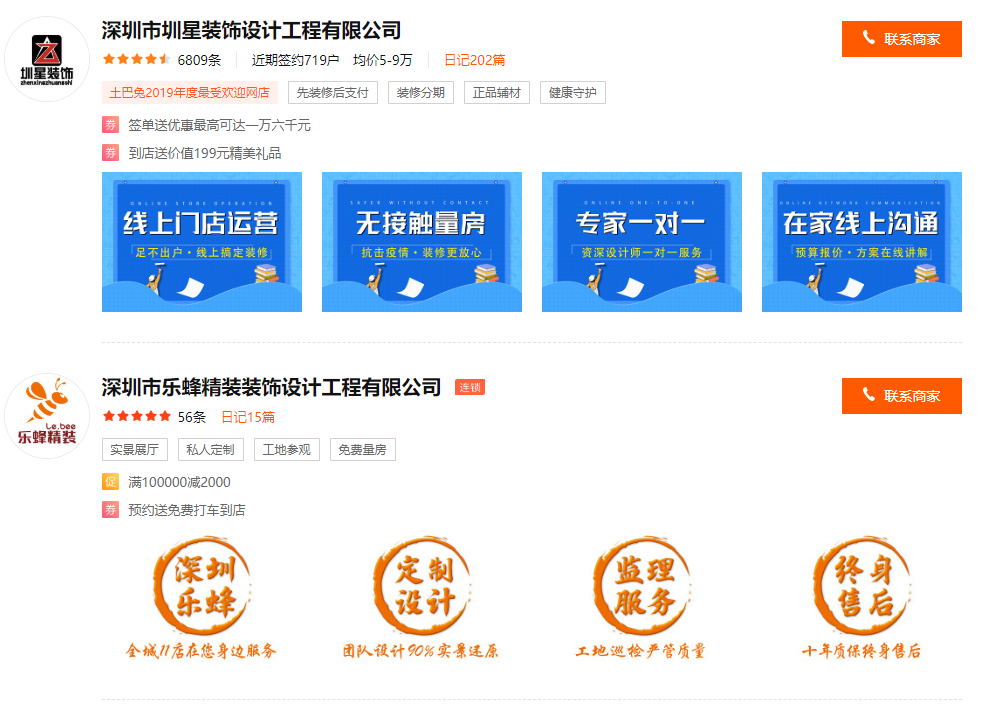 深圳市圳星装饰设计工程有限公司
联系商家
圳星装饰
zhenxingzhuangshi
6809条 近期签约719户 均价5-9万 日记202篇
土巴兔2019年度最受欢迎网店 先装修后支付 装修分期 正品辅材 健康守护
券 签单送优惠最高可达一万六千元
券 到店送价值199元精美礼品
ONLINE STORE OPERATION
线上门店运营
足不出户·线上搞定装修
SAFER WITHOUT CONTACT
无接触量房
抗击疫情·装修更放心
ONLINE ONE-TO-ONE
专家一对一
资深设计师一对一服务
ONLINE NETWORK COMMUNICATION
在家线上沟通
预算报价·方案在线讲解
深圳市乐蜂精装装饰设计工程有限公司 连锁
联系商家
Le.bee
乐蜂精装
56条 日记15篇
实景展厅 私人定制 工地参观 免费量房
促 满100000减2000
券 预约送免费打车到店
深圳
乐蜂
全城11店在您身边服务
定制
设计
团队设计90%实景还原
监理
服务
工地巡检严管质量
终身
售后
十年质保终身售后